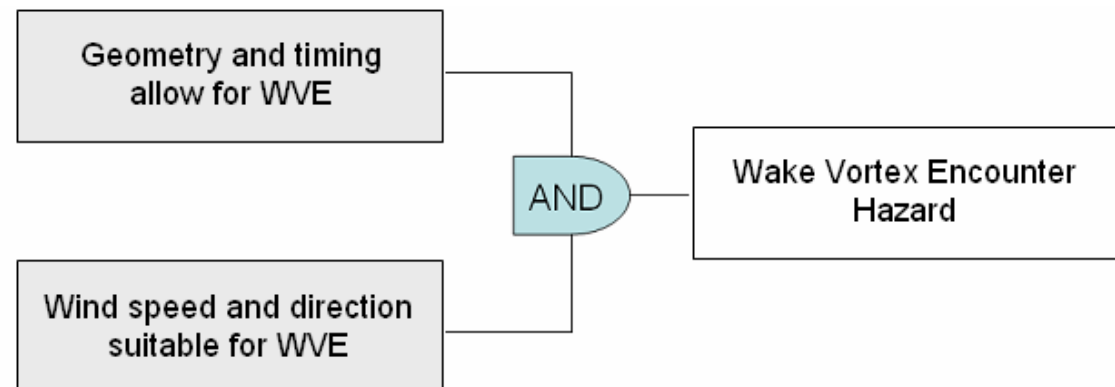 Geometry and timing
allow for WVE
AND
Wake Vortex Encounter
Hazard
Wind speed and direction
suitable for WVE